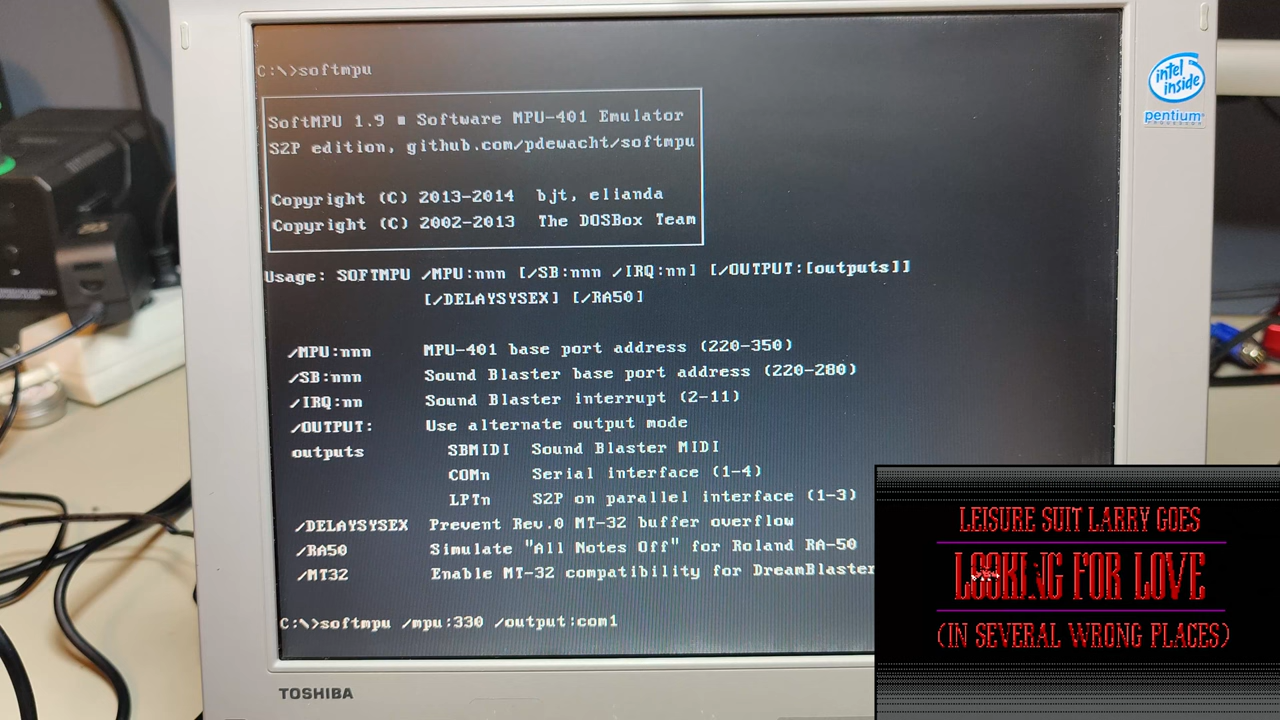 C:\>softmpu
SoftMPU 1.9 ■ Software MPU-401 Emulator
S2P edition, github.com/pdewacht/softmpu
Copyright (C) 2013-2014  bjt, elianda
Copyright (C) 2002-2013  The DOSBox Team
Usage: SOFTMPU /MPU:nnn [/SB:nnn /IRQ:nn] [/OUTPUT:[outputs]]
[/DELAYSYSEX] [/RA50]
/MPU:nnn MPU-401 base port address (220-350)
/SB:nnn Sound Blaster base port address (220-280)
/IRQ:nn Sound Blaster interrupt (2-11)
/OUTPUT: Use alternate output mode
outputs SBMIDI Sound Blaster MIDI
COMn Serial interface (1-4)
LPTn S2P on parallel interface (1-3)
/DELAYSYSEX Prevent Rev.0 MT-32 buffer overflow
/RA50 Simulate "All Notes Off" for Roland RA-50
/MT32 Enable MT-32 compatibility for DreamBlaster
C:\>softmpu /mpu:330 /output:com1
TOSHIBA
intel
inside
pentium
LEISURE SUIT LARRY GOES
LOOKING FOR LOVE
(IN SEVERAL WRONG PLACES)